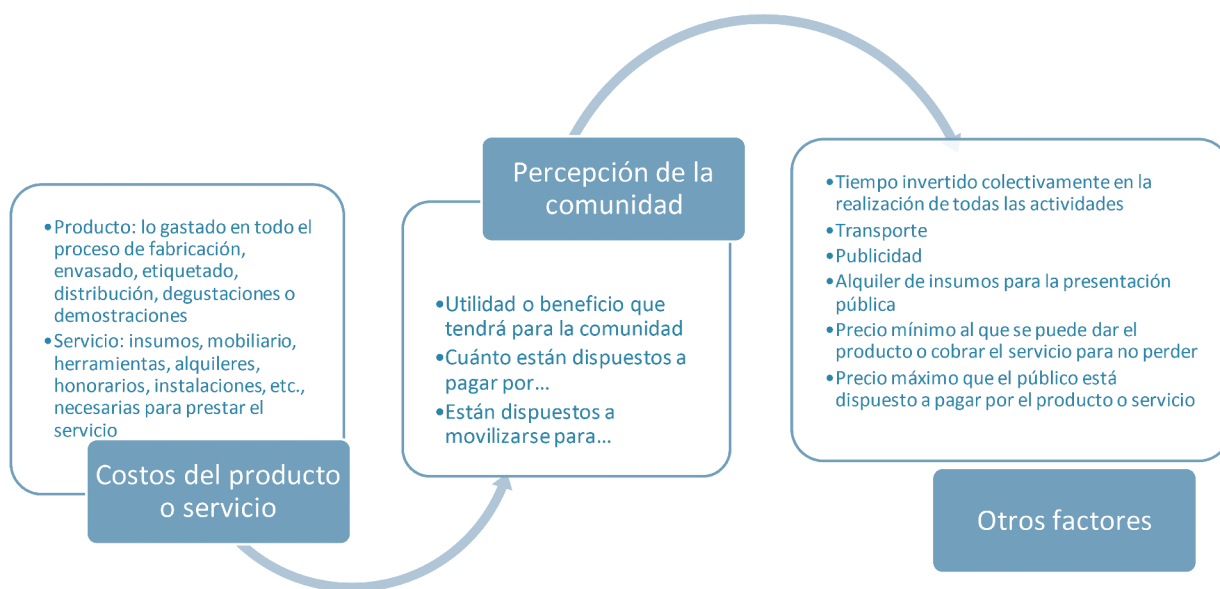 •Producto: lo gastado en todo el
proceso de fabricación,
envasado, etiquetado,
distribución, degustaciones o
demostraciones
•Servicio: insumos, mobiliario,
herramientas, alquileres,
honorarios, instalaciones, etc.,
necesarias para prestar el
servicio
Costos del producto
o servicio
Percepción de la
comunidad
•Utilidad o beneficio que
tendrá para la comunidad
•Cuánto están dispuestos a
pagar por...
•Están dispuestos a
movilizarse para...
•Tiempo invertido colectivamente en la
realización de todas las actividades
•Transporte
•Publicidad
•Alquiler de insumos para la presentación
pública
•Precio mínimo al que se puede dar el
producto o cobrar el servicio para no perder
•Precio máximo que el público está
dispuesto a pagar por el producto o servicio
Otros factores